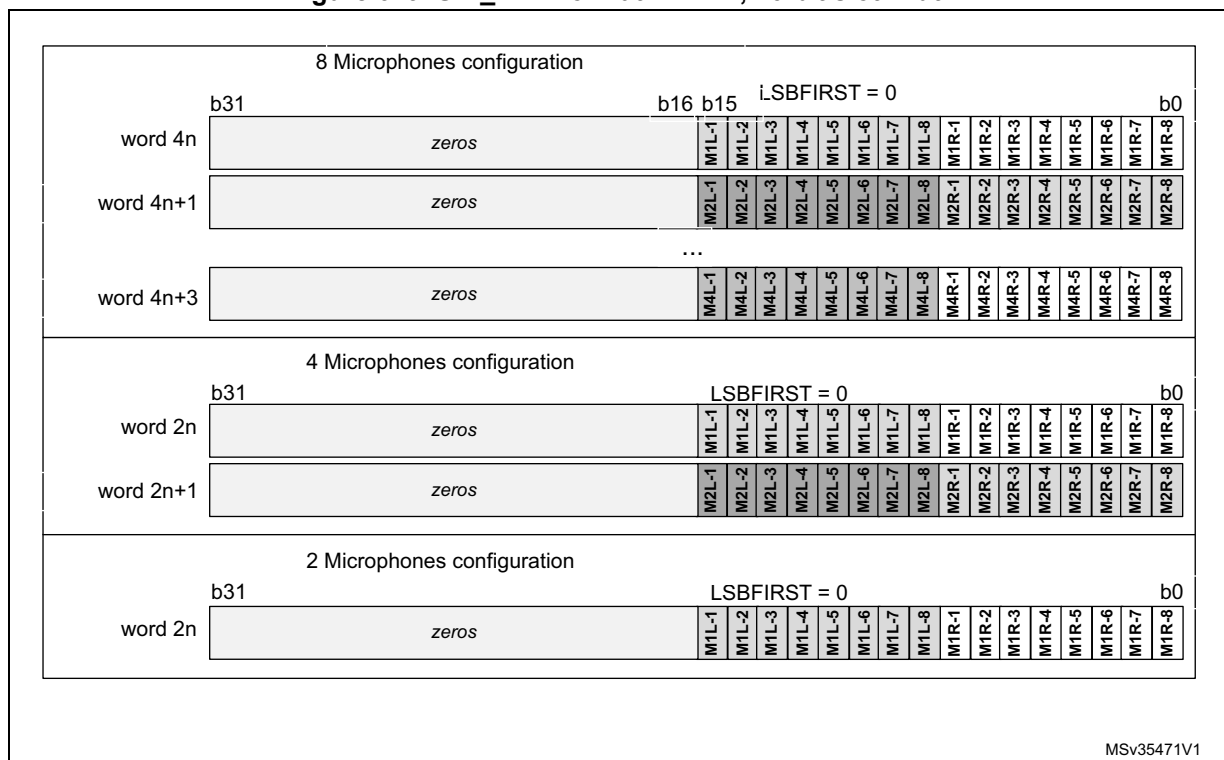 8 Microphones configuration
LSBFIRST = 0
b31 b16 b15 b0
word 4n zeros M1L-1 M1L-2 M1L-3 M1L-4 M1L-5 M1L-6 M1L-7 M1L-8 M1R-1 M1R-2 M1R-3 M1R-4 M1R-5 M1R-6 M1R-7 M1R-8
word 4n+1 zeros M2L-1 M2L-2 M2L-3 M2L-4 M2L-5 M2L-6 M2L-7 M2L-8 M2R-1 M2R-2 M2R-3 M2R-4 M2R-5 M2R-6 M2R-7 M2R-8
...
word 4n+3 zeros M4L-1 M4L-2 M4L-3 M4L-4 M4L-5 M4L-6 M4L-7 M4L-8 M4R-1 M4R-2 M4R-3 M4R-4 M4R-5 M4R-6 M4R-7 M4R-8
4 Microphones configuration
b31 LSBFIRST = 0 b0
word 2n zeros M1L-1 M1L-2 M1L-3 M1L-4 M1L-5 M1L-6 M1L-7 M1L-8 M1R-1 M1R-2 M1R-3 M1R-4 M1R-5 M1R-6 M1R-7 M1R-8
word 2n+1 zeros M2L-1 M2L-2 M2L-3 M2L-4 M2L-5 M2L-6 M2L-7 M2L-8 M2R-1 M2R-2 M2R-3 M2R-4 M2R-5 M2R-6 M2R-7 M2R-8
2 Microphones configuration
b31 LSBFIRST = 0 b0
word 2n zeros M1L-1 M1L-2 M1L-3 M1L-4 M1L-5 M1L-6 M1L-7 M1L-8 M1R-1 M1R-2 M1R-3 M1R-4 M1R-5 M1R-6 M1R-7 M1R-8
MSv35471V1